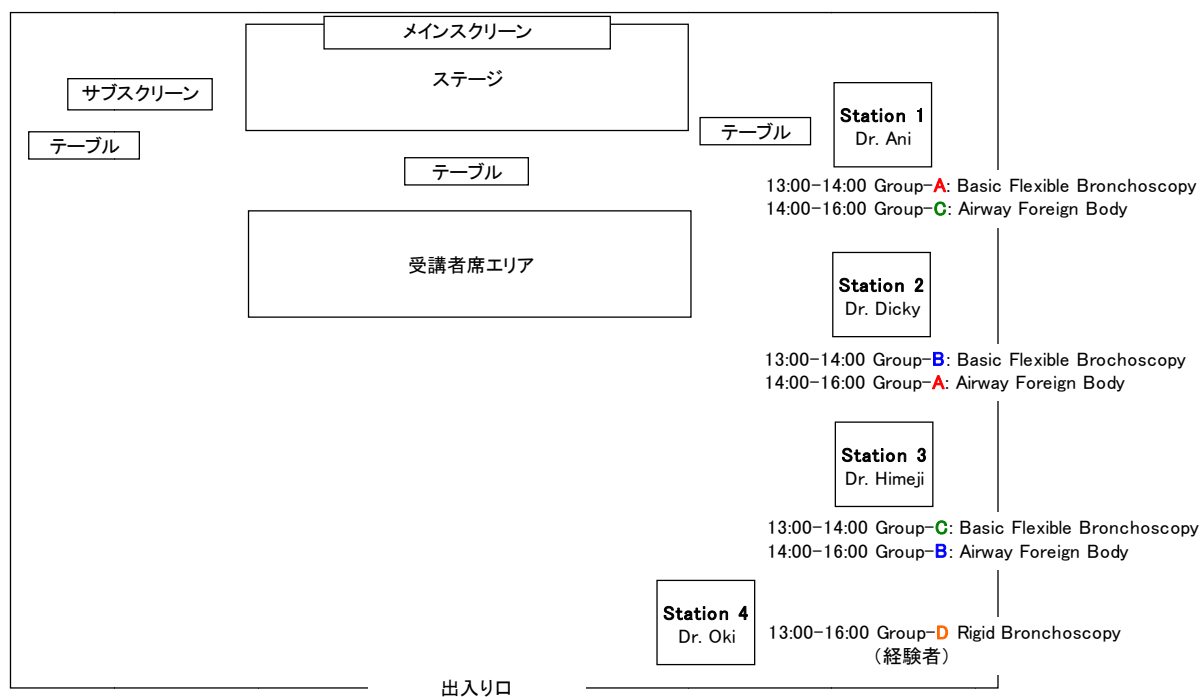 メインスクリーン
ステージ
サブスクリーン
テーブル
テーブル
テーブル
受講者席エリア
Station 1
Dr. Ani
13:00-14:00 Group-A: Basic Flexible Bronchoscopy
14:00-16:00 Group-C: Airway Foreign Body
Station 2
Dr. Dicky
13:00-14:00 Group-B: Basic Flexible Brochoscopy
14:00-16:00 Group-A: Airway Foreign Body
Station 3
Dr. Himeji
13:00-14:00 Group-C: Basic Flexible Bronchoscopy
14:00-16:00 Group-B: Airway Foreign Body
Station 4
Dr. Oki
13:00-16:00 Group-D Rigid Bronchoscopy
（経験者）
出入り口